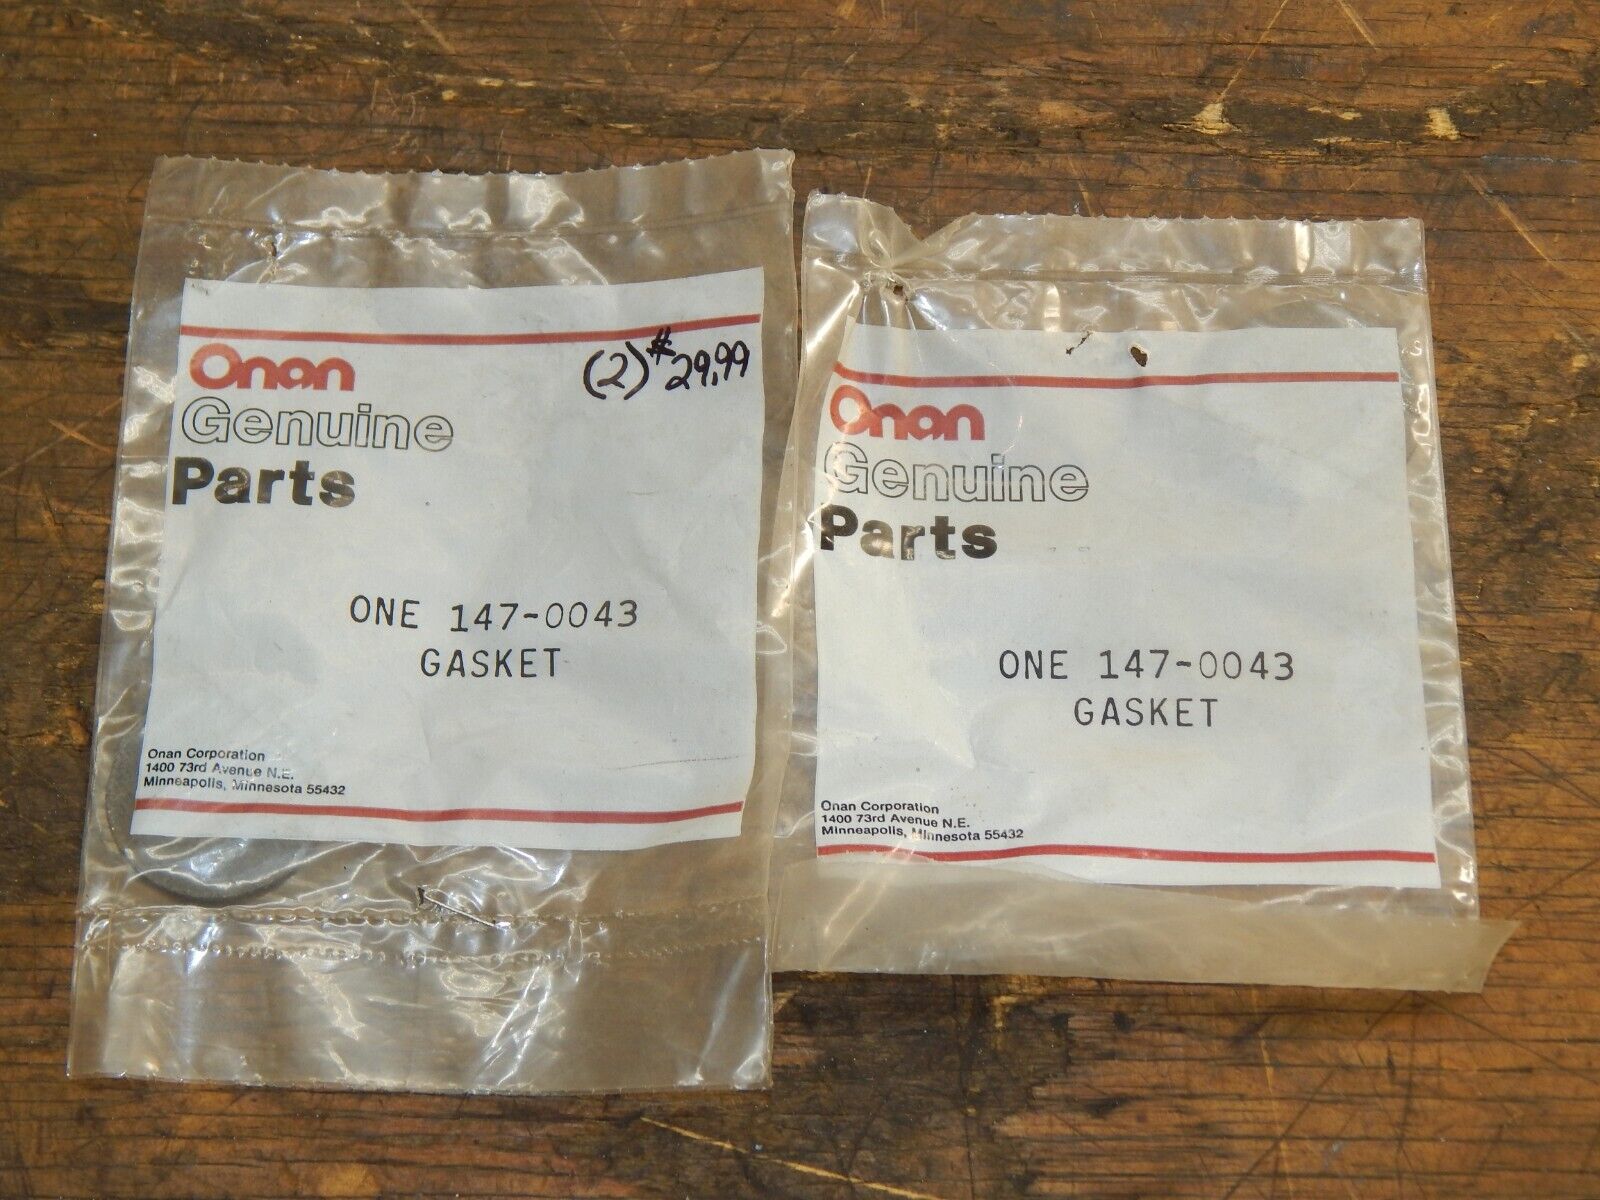 Onan
Genuine
Parts
(2) # 29.99
ONE 147-0043
GASKET
Onan Corporation
1400 73rd Avenue N.E.
Minneapolis, Minnesota 55432
Onan
Genuine
Parts
ONE 147-0043
GASKET
Onan Corporation
1400 73rd Avenue N.E.
Minneapolis, Minnesota 55432